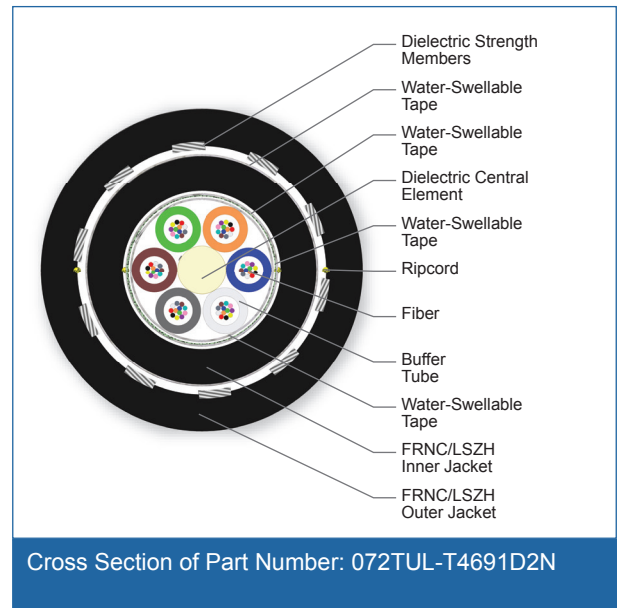 Dielectric Strength
Members
Water-Swellable
Tape
Water-Swellable
Tape
Dielectric Central
Element
Water-Swellable
Tape
Ripcord
Fiber
Buffer
Tube
Water-Swellable
Tape
FRNC/LSZH
Inner Jacket
FRNC/LSZH
Outer Jacket
Cross Section of Part Number: 072TUL-T4691D2N